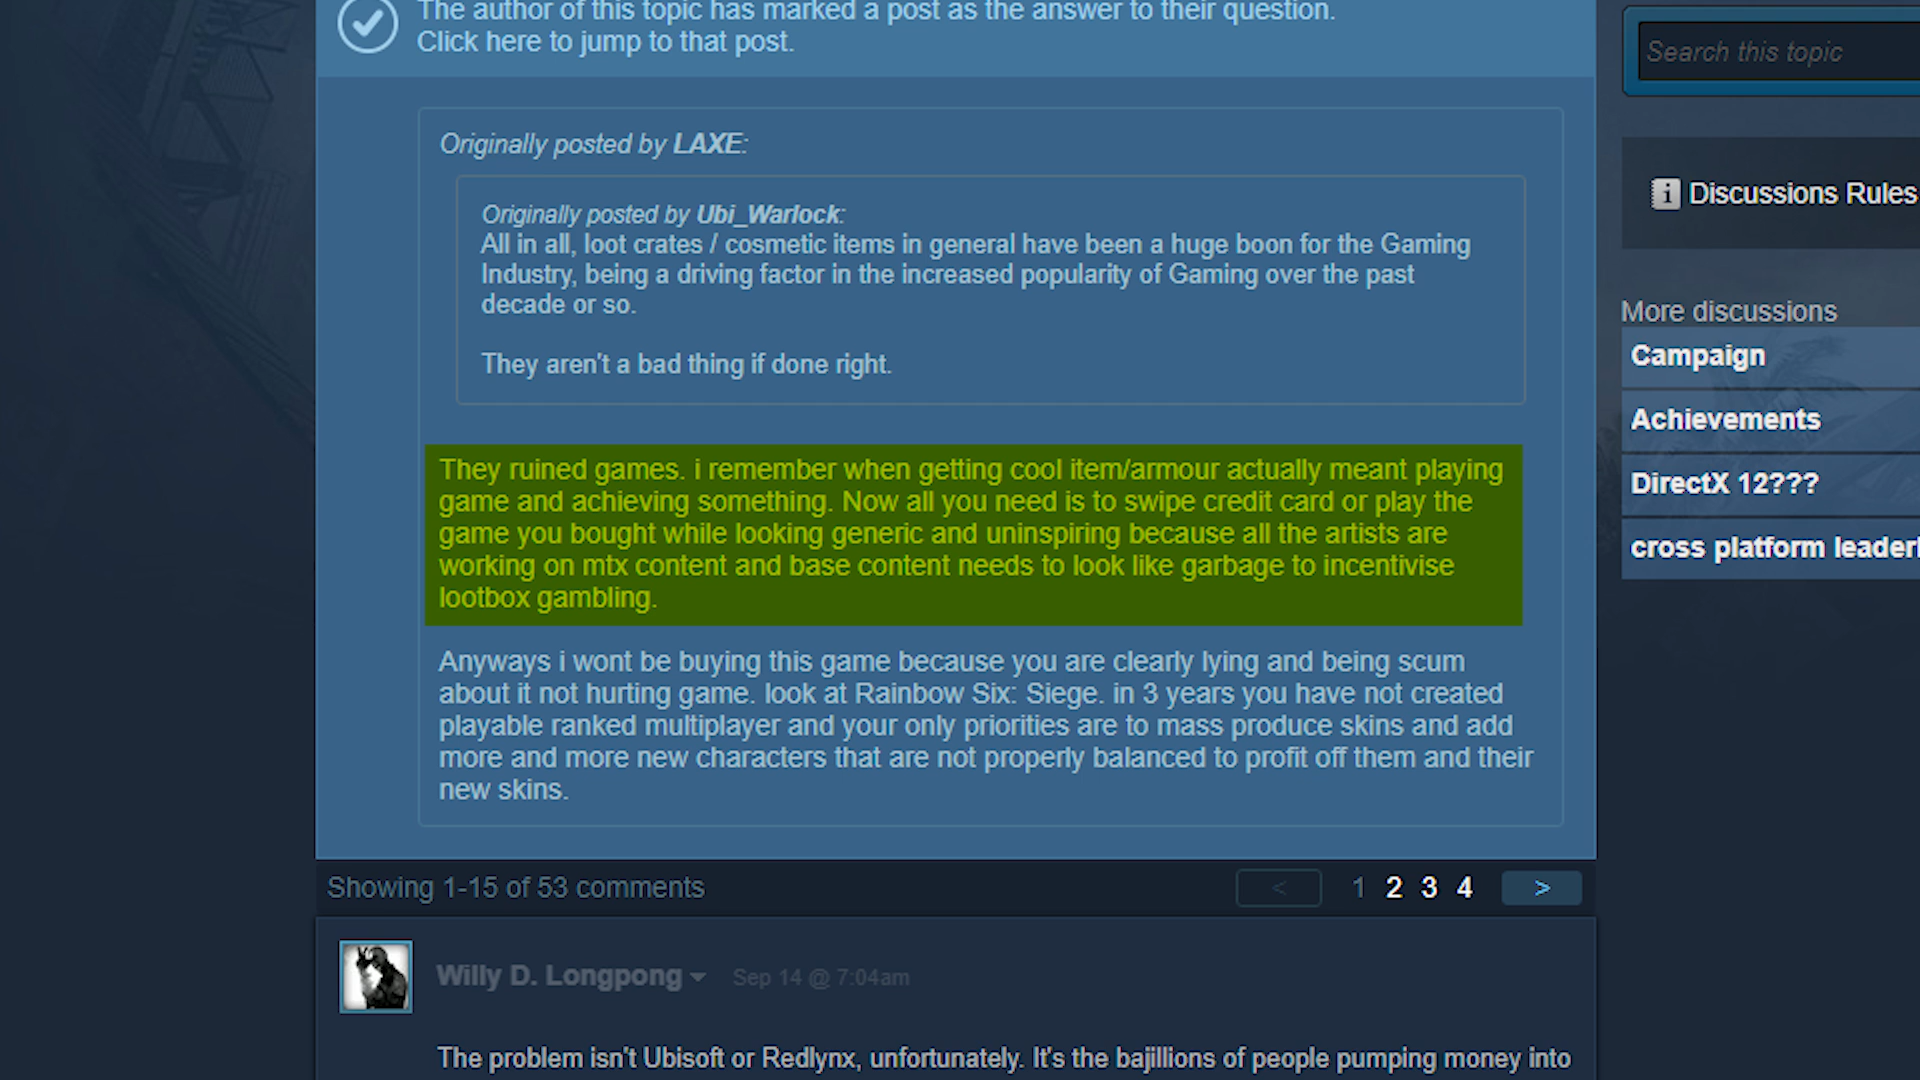 The author of this topic has marked a post as the answer to their question.
Click here to jump to that post.
Originally posted by LAXE:
Originally posted by Ubi_Warlock:
All in all, loot crates / cosmetic items in general have been a huge boon for the Gaming
Industry, being a driving factor in the increased popularity of Gaming over the past
decade or so.
They aren't a bad thing if done right.
They ruined games. i remember when getting cool item/armour actually meant playing
game and achieving something. Now all you need is to swipe credit card or play the
game you bought while looking generic and uninspiring because all the artists are
working on mtx content and base content needs to look like garbage to incentivise
lootbox gambling.
Anyways i wont be buying this game because you are clearly lying and being scum
about it not hurting game. look at Rainbow Six: Siege. in 3 years you have not created
playable ranked multiplayer and your only priorities are to mass produce skins and add
more and more new characters that are not properly balanced to profit off them and their
new skins.
Showing 1-15 of 53 comments
< 1 2 3 4 >
Willy D. Longpong Sep 14 @ 7:04am
The problem isn't Ubisoft or Redlynx, unfortunately. It's the bajillions of people pumping money into
Search this topic
Discussions Rules
More discussions
Campaign
Achievements
DirectX 12???
cross platform